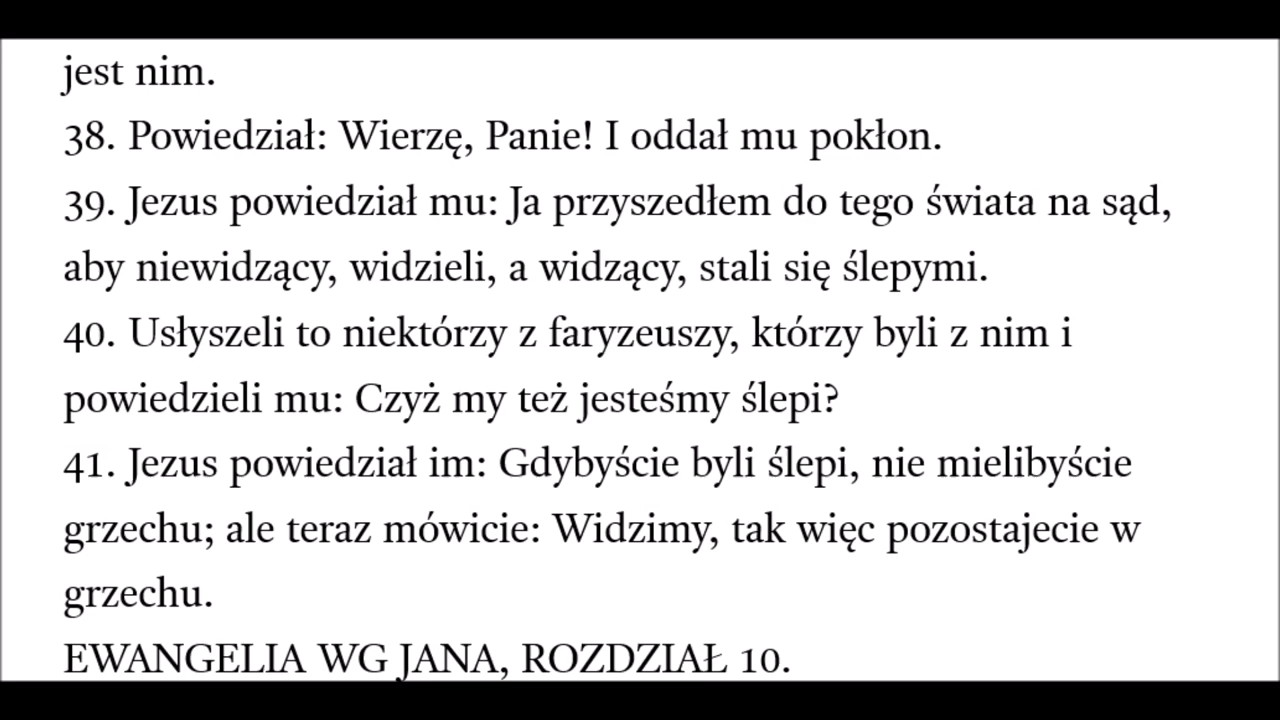 jest nim.
38. Powiedział: Wierzę, Panie! I oddał mu pokłon.
39. Jezus powiedział mu: Ja przyszedłem do tego świata na sąd,
aby niewidzący, widzieli, a widzący, stali się ślepymi.
40. Usłyszeli to niektórzy z faryzeuszy, którzy byli z nim i
powiedzieli mu: Czyż my też jesteśmy ślepi?
41. Jezus powiedział im: Gdybyście byli ślepi, nie mielibyście
grzechu; ale teraz mówicie: Widzimy, tak więc pozostajecie w
grzechu.
EWANGELIA WG JANA, ROZDZIAŁ 10.